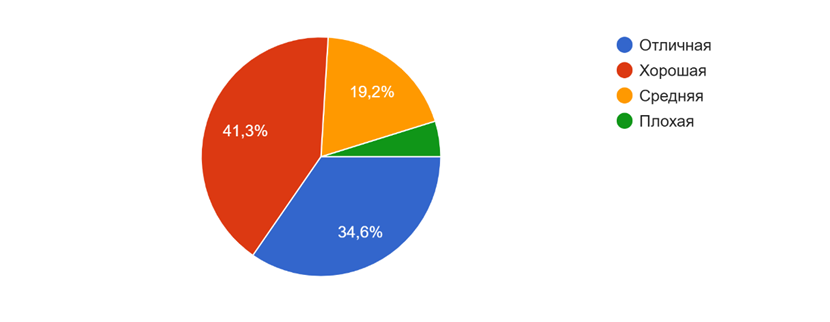 Отличная
Хорошая
Средняя
Плохая
41,3%
19,2%
34,6%